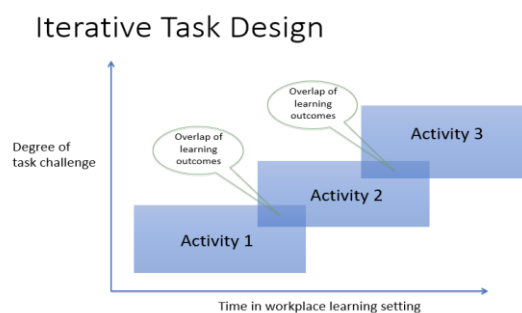 Iterative Task Design
Overlap of
learning
outcomes
Activity 3
Degree of
task challenge
Overlap of
learning
outcomes
Activity 2
Activity 1
Time in workplace learning setting